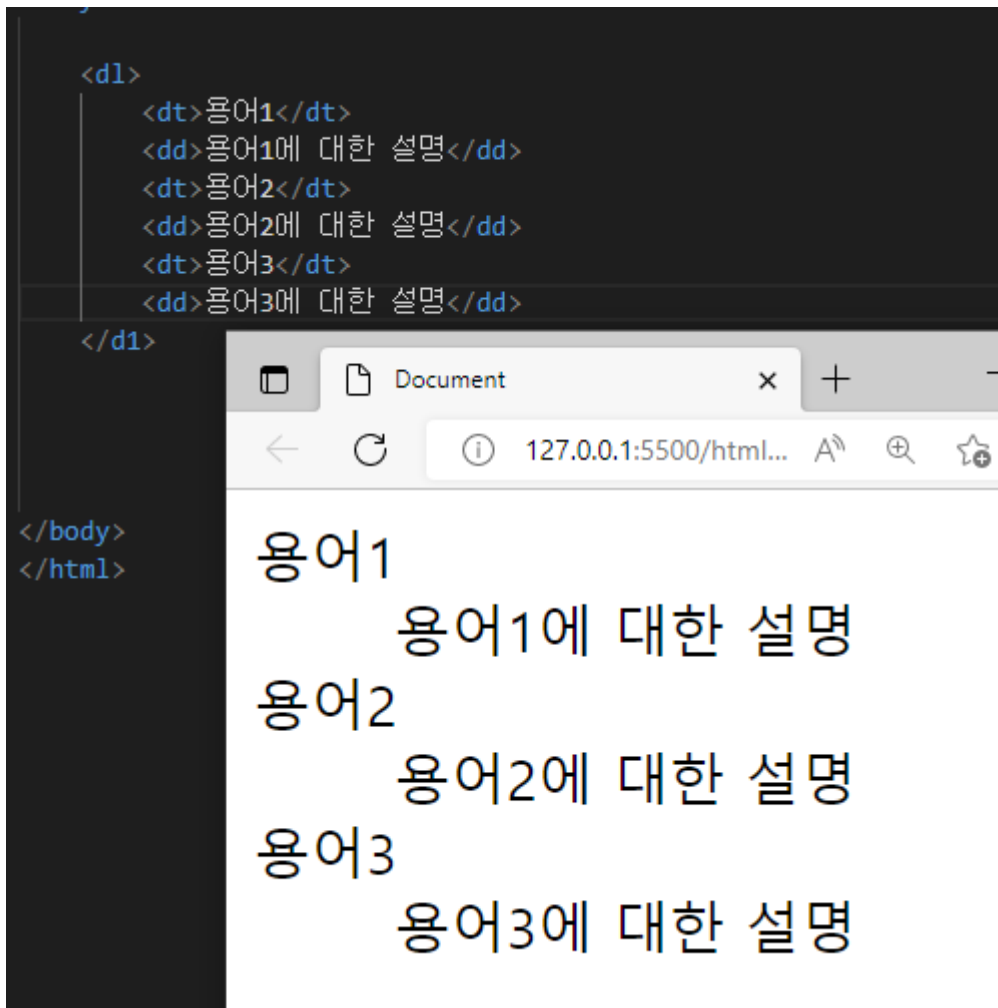 <dl>
<dt>용어1</dt>
<dd>용어1에 대한 설명</dd>
<dt>용어2</dt>
<dd>용어2에 대한 설명</dd>
<dt>용어3</dt>
<dd>용어3에 대한 설명</dd>
</d1>
</body>
</html>
Document
127.0.0.1:5500/html...
용어1
용어1에 대한 설명
용어2
용어2에 대한 설명
용어3
용어3에 대한 설명